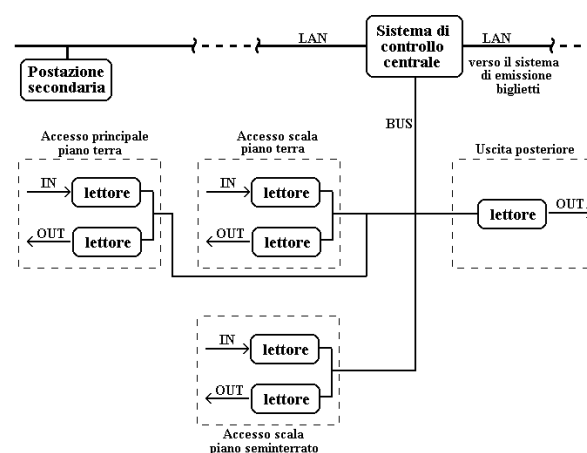 LAN
Sistema di
controllo
centrale
LAN
Postazione
secondaria
verso il sistema
di emissione
biglietti
BUS
Accesso principale
piano terra
IN
lettore
OUT
lettore
Accesso scala
piano terra
IN
lettore
OUT
lettore
Uscita posteriore
lettore
OUT
IN
lettore
OUT
lettore
Accesso scala
piano seminterrato